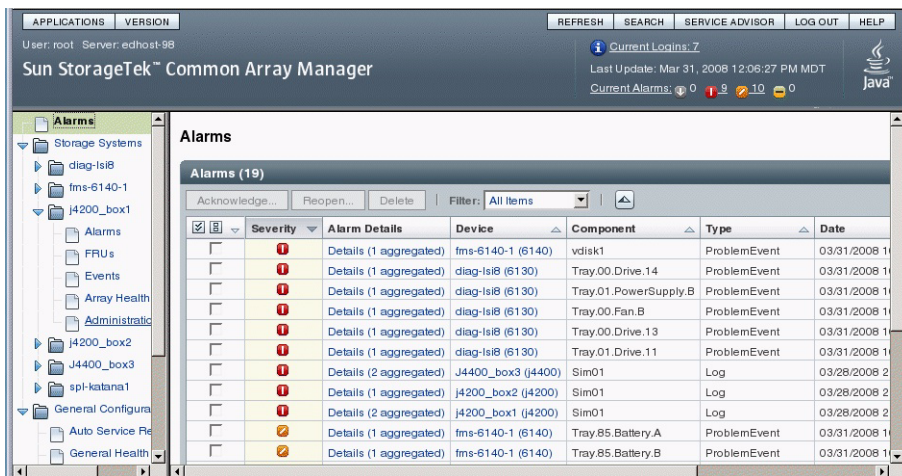 APPLICATIONS VERSION REFRESH SEARCH SERVICE ADVISOR LOG OUT HELP
User: root Server: edhost-98
Sun StorageTek™ Common Array Manager
Current Logins: 7
Last Update: Mar 31, 2008 12:06:27 PM MDT
Current Alarms: 0 9 10 0
Java
Alarms
Storage Systems
diag-lsi8
fms-6140-1
j4200_box1
Alarms
FRUs
Events
Array Health
Administratic
j4200_box2
J4400_box3
spl-katana1
General Configura
Auto Service Re
General Health
Alarms
Alarms (19)
Acknowledge... Reopen... Delete Filter: All Items
Severity Alarm Details Device Component Type Date
Details (1 aggregated) fms-6140-1 (6140) vdisk1 ProblemEvent 03/31/2008 1
Details (1 aggregated) diag-lsi8 (6130) Tray.00.Drive.14 ProblemEvent 03/31/2008 1
Details (1 aggregated) diag-lsi8 (6130) Tray.01.PowerSupply.B ProblemEvent 03/31/2008 1
Details (1 aggregated) diag-lsi8 (6130) Tray.00.Fan.B ProblemEvent 03/31/2008 1
Details (1 aggregated) diag-lsi8 (6130) Tray.00.Drive.13 ProblemEvent 03/31/2008 1
Details (1 aggregated) diag-lsi8 (6130) Tray.01.Drive.11 ProblemEvent 03/31/2008 1
Details (2 aggregated) J4400_box3 (j4400) Sim01 Log 03/28/2008 2
Details (1 aggregated) j4200_box2 (j4200) Sim01 Log 03/28/2008 2
Details (2 aggregated) j4200_box1 (j4200) Sim01 Log 03/28/2008 2
Details (1 aggregated) fms-6140-1 (6140) Tray.85.Battery.A ProblemEvent 03/31/2008 1
Details (1 aggregated) fms-6140-1 (6140) Tray.85.Battery.B ProblemEvent 03/31/2008 1